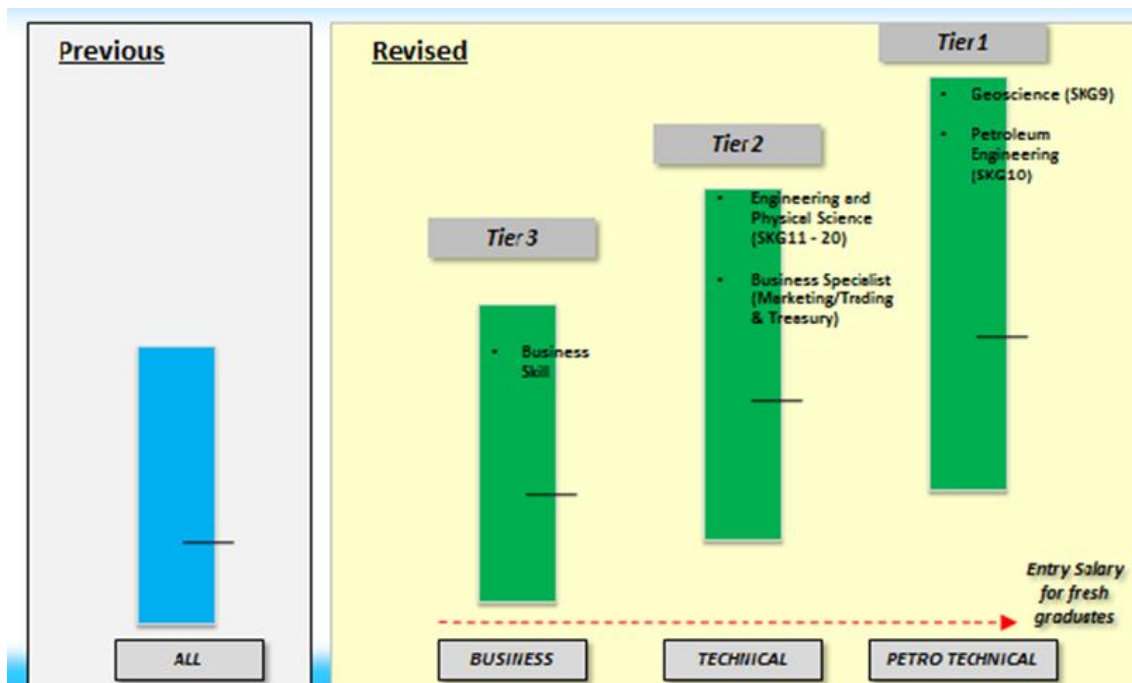 Previous
ALL
Revised
Tier 3
• Business
Skill
BUSINESS
Tier 2
• Engineering and
Physical Science
(SKG11 - 20)
• Business Specialist
(Marketing/Trading
& Treasury)
TECHNICAL
Tier 1
• Geoscience (SKG9)
• Petroleum
Engineering
(SKG10)
PETRO TECHNICAL
Entry Salary
for fresh
graduates